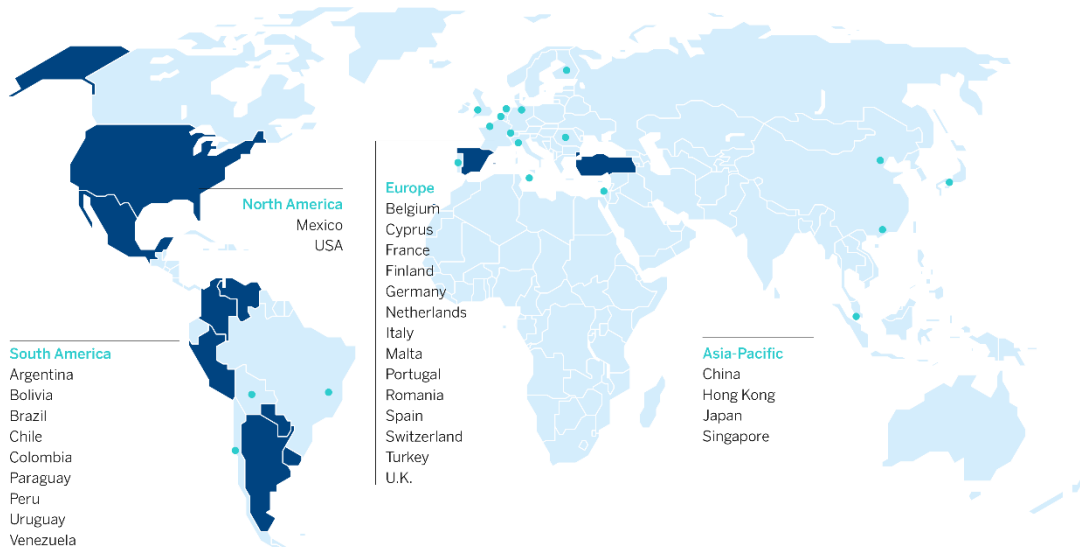 North America
Mexico
USA
South America
Argentina
Bolivia
Brazil
Chile
Colombia
Paraguay
Peru
Uruguay
Venezuela
Europe
Belgium
Cyprus
France
Finland
Germany
Netherlands
Italy
Malta
Portugal
Romania
Spain
Switzerland
Turkey
U.K.
Asia-Pacific
China
Hong Kong
Japan
Singapore